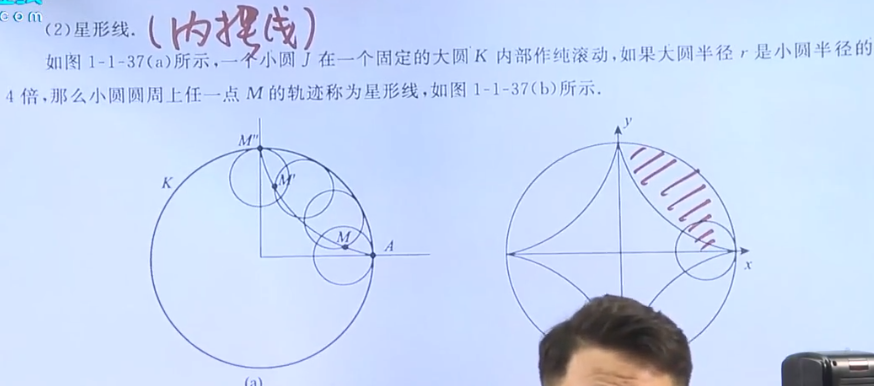 (2)星形线.(内摆线)
如图 1-1-37(a)所示,一个小圆 J 在一个固定的大圆 K 内部作纯滚动,如果大圆半径 r 是小圆半径的
4 倍,那么小圆圆周上任一点 M 的轨迹称为星形线,如图 1-1-37(b)所示.
M″
K
M′
M
A
(a)
y
x